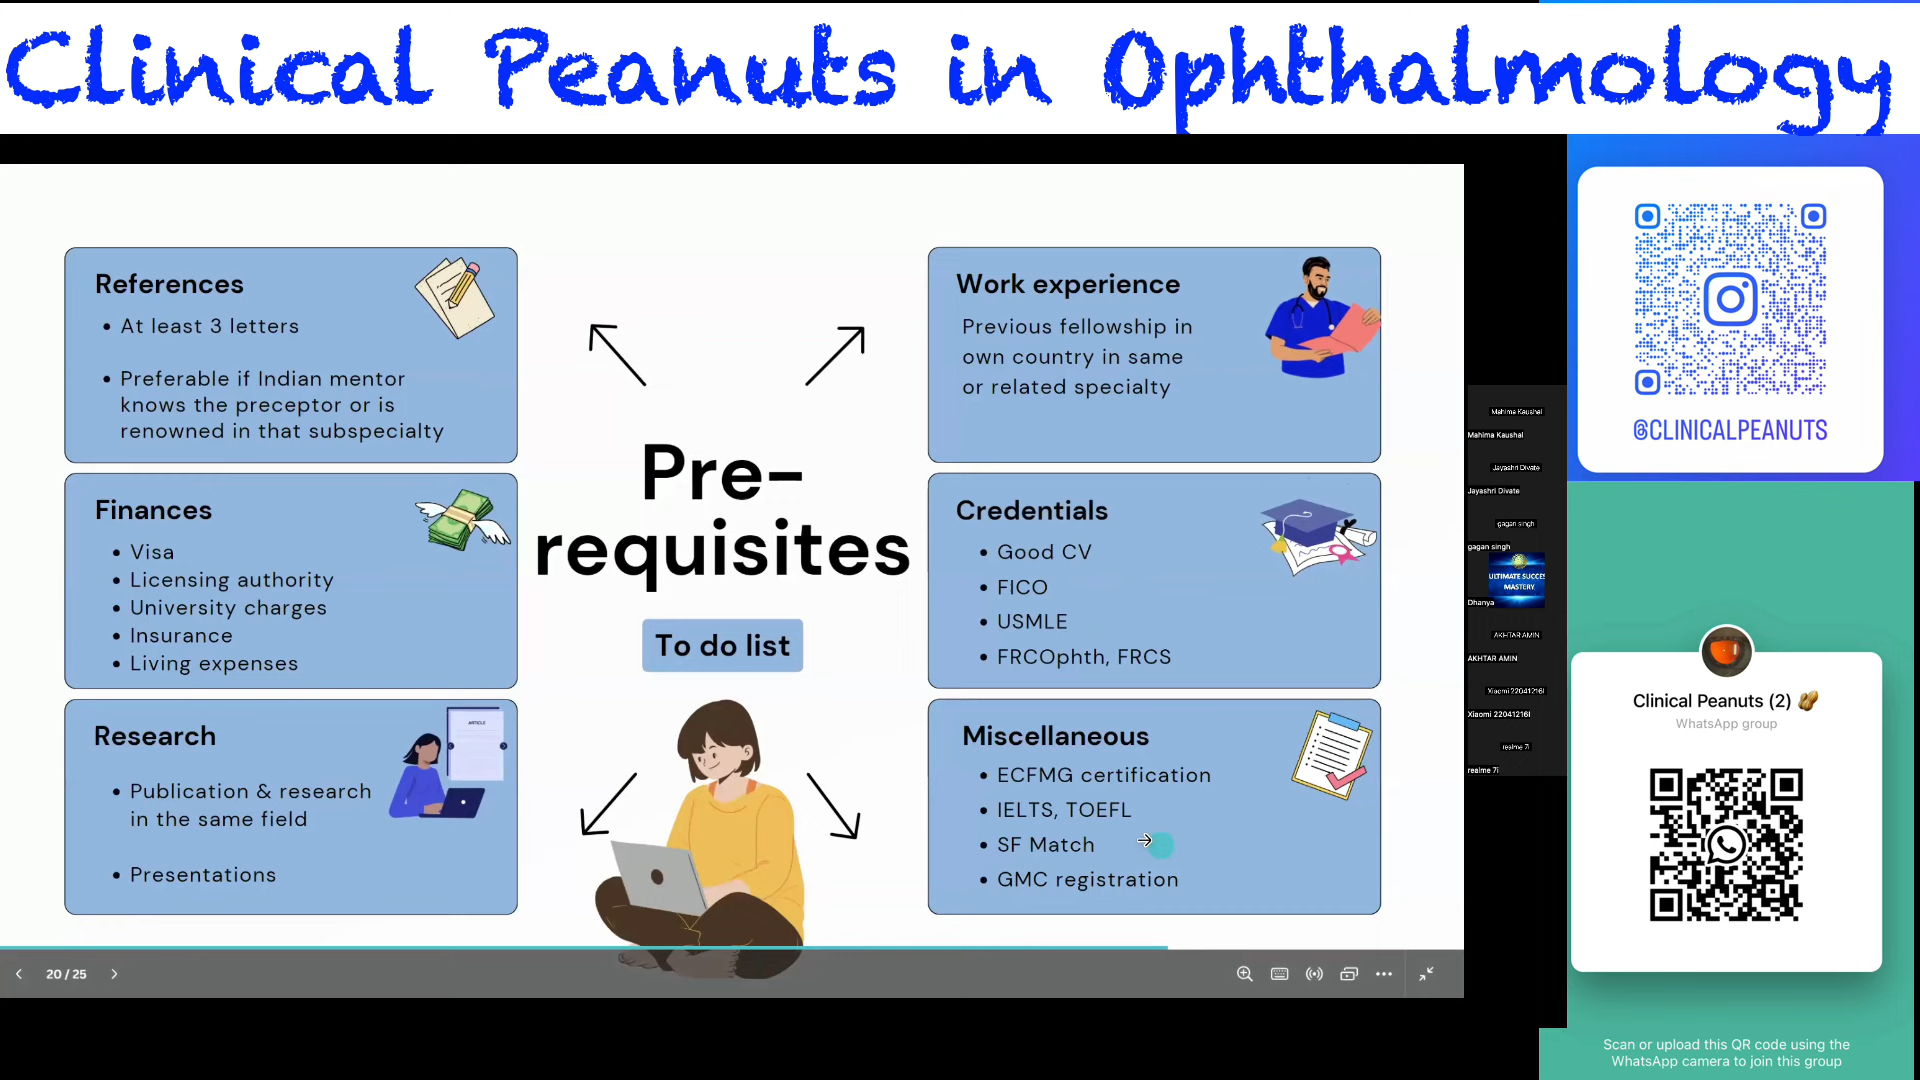 Clinical Peanuts in Ophthalmology
References
At least 3 letters
Preferable if Indian mentor
knows the preceptor or is
renowned in that subspecialty
Finances
Visa
Licensing authority
University charges
Insurance
Living expenses
Research
ARTICLE
Publication & research
in the same field
Presentations
Pre-
requisites
To do list
Work experience
Previous fellowship in
own country in same
or related specialty
Credentials
Good CV
FICO
USMLE
FRCOphth, FRCS
Miscellaneous
ECFMG certification
IELTS, TOEFL
SF Match
GMC registration
20 / 25
Mahima Kaushal
Mahima Kaushal
Jayashri Divate
Jayashri Divate
gagan singh
gagan singh
ULTIMATE SUCCES
MASTERY
Dhanya
AKHTAR AMIN
AKHTAR AMIN
Xiaomi 22041216I
Xiaomi 22041216I
realme 7i
realme 7i
@CLINICALPEANUTS
Clinical Peanuts (2) 🥜
WhatsApp group
Scan or upload this QR code using the
WhatsApp camera to join this group